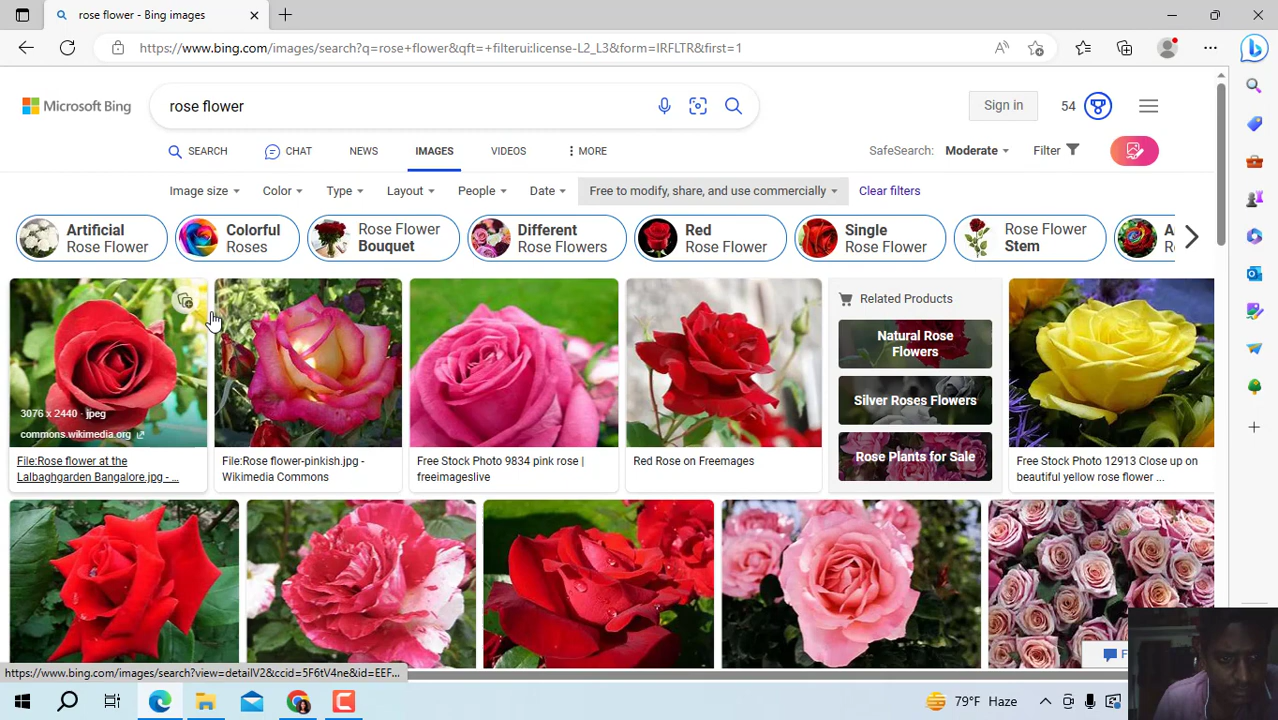 rose flower - Bing images
https://www.bing.com/images/search?q=rose+flower&qft=+filterui:license-L2_L3&form=IRFLTR&first=1
Microsoft Bing
rose flower
Sign in
54
SEARCH
CHAT
NEWS
IMAGES
VIDEOS
MORE
SafeSearch: Moderate
Filter
Image size
Color
Type
Layout
People
Date
Free to modify, share, and use commercially
Clear filters
Artificial
Rose Flower
Colorful
Roses
Rose Flower
Bouquet
Different
Rose Flowers
Red
Rose Flower
Single
Rose Flower
Rose Flower
Stem
3076 x 2440 · jpeg
commons.wikimedia.org
File:Rose flower at the
Lalbaghgarden Bangalore.jpg - ...
File:Rose flower-pinkish.jpg -
Wikimedia Commons
Free Stock Photo 9834 pink rose |
freeimageslive
Red Rose on Freemages
Related Products
Natural Rose
Flowers
Silver Roses Flowers
Rose Plants for Sale
Free Stock Photo 12913 Close up on
beautiful yellow rose flower ...
https://www.bing.com/images/search?view=detailV2&ccid=5F6tV4ne&id=EEF...
79°F Haze